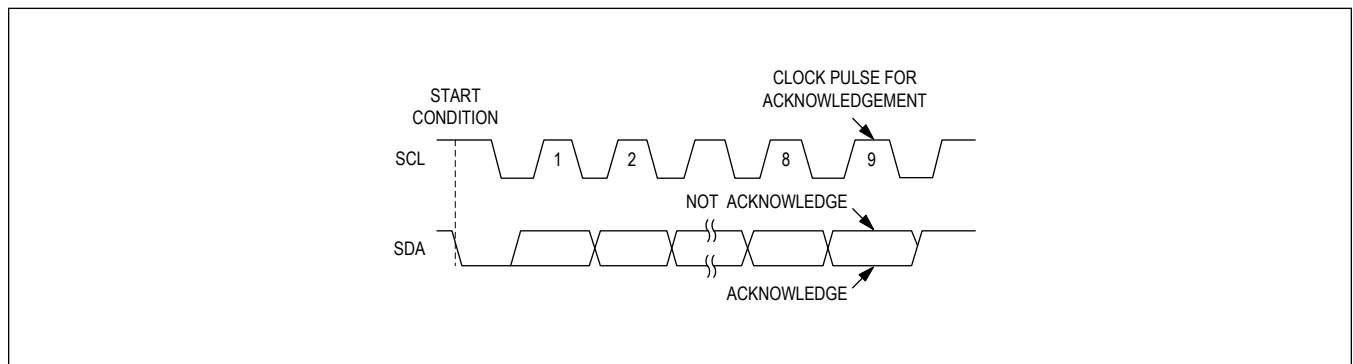 START
CONDITION
CLOCK PULSE FOR
ACKNOWLEDGEMENT
SCL
1
2
8
9
NOT ACKNOWLEDGE
SDA
ACKNOWLEDGE